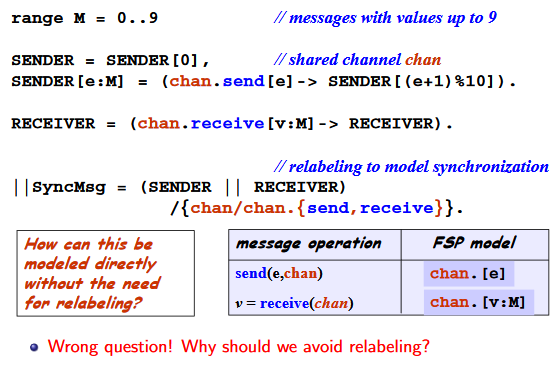 range M = 0..9 // messages with values up to 9
SENDER = SENDER[0], // shared channel chan
SENDER[e:M] = (chan.send[e]-> SENDER[(e+1)%10]).
RECEIVER = (chan.receive[v:M]-> RECEIVER).
// relabeling to model synchronization
||SyncMsg = (SENDER || RECEIVER)
/{chan/chan.{send,receive}}.
How can this be
modeled directly
without the need
for relabeling?
message operation FSP model
send(e,chan) chan.[e]
v = receive(chan) chan.[v:M]
Wrong question! Why should we avoid relabeling?